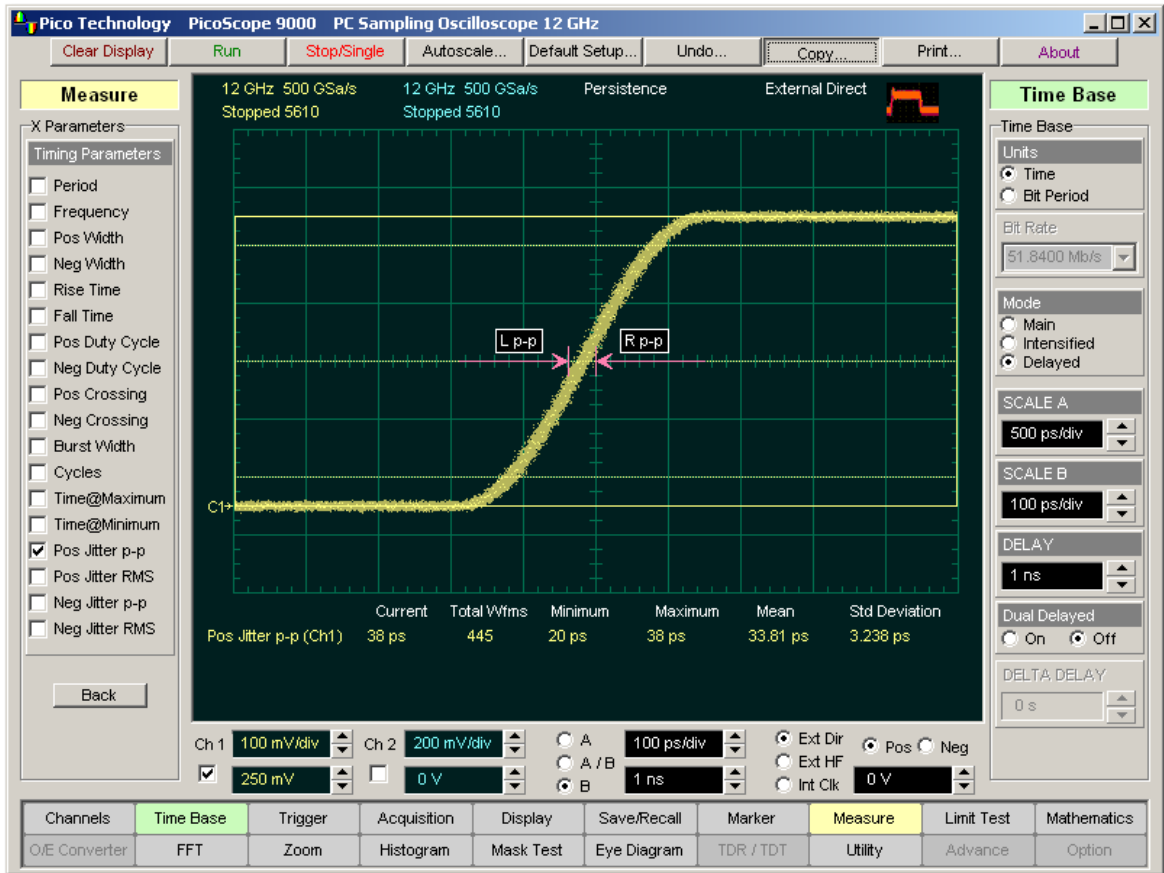 Pico Technology PicoScope 9000 PC Sampling Oscilloscope 12 GHz
Clear Display Run Stop/Single Autoscale... Default Setup... Undo... Copy... Print... About
Measure
X Parameters
Timing Parameters
Period
Frequency
Pos Width
Neg Width
Rise Time
Fall Time
Pos Duty Cycle
Neg Duty Cycle
Pos Crossing
Neg Crossing
Burst Width
Cycles
Time@Maximum
Time@Minimum
Pos Jitter p-p
Pos Jitter RMS
Neg Jitter p-p
Neg Jitter RMS
Back
12 GHz 500 GSa/s 12 GHz 500 GSa/s Persistence External Direct
Stopped 5610 Stopped 5610
L p-p R p-p
C1
Current Total Wfms Minimum Maximum Mean Std Deviation
Pos Jitter p-p (Ch1) 38 ps 445 20 ps 38 ps 33.81 ps 3.238 ps
Time Base
Time Base
Units
Time
Bit Period
Bit Rate
51.8400 Mb/s
Mode
Main
Intensified
Delayed
SCALE A
500 ps/div
SCALE B
100 ps/div
DELAY
1 ns
Dual Delayed
On Off
DELTA DELAY
0 s
Ch 1 100 mV/div Ch 2 200 mV/div A 100 ps/div Ext Dir Pos Neg
A / B Ext HF
250 mV 0 V B 1 ns Int Clk 0 V
Channels Time Base Trigger Acquisition Display Save/Recall Marker Measure Limit Test Mathematics
O/E Converter FFT Zoom Histogram Mask Test Eye Diagram TDR / TDT Utility Advance Option